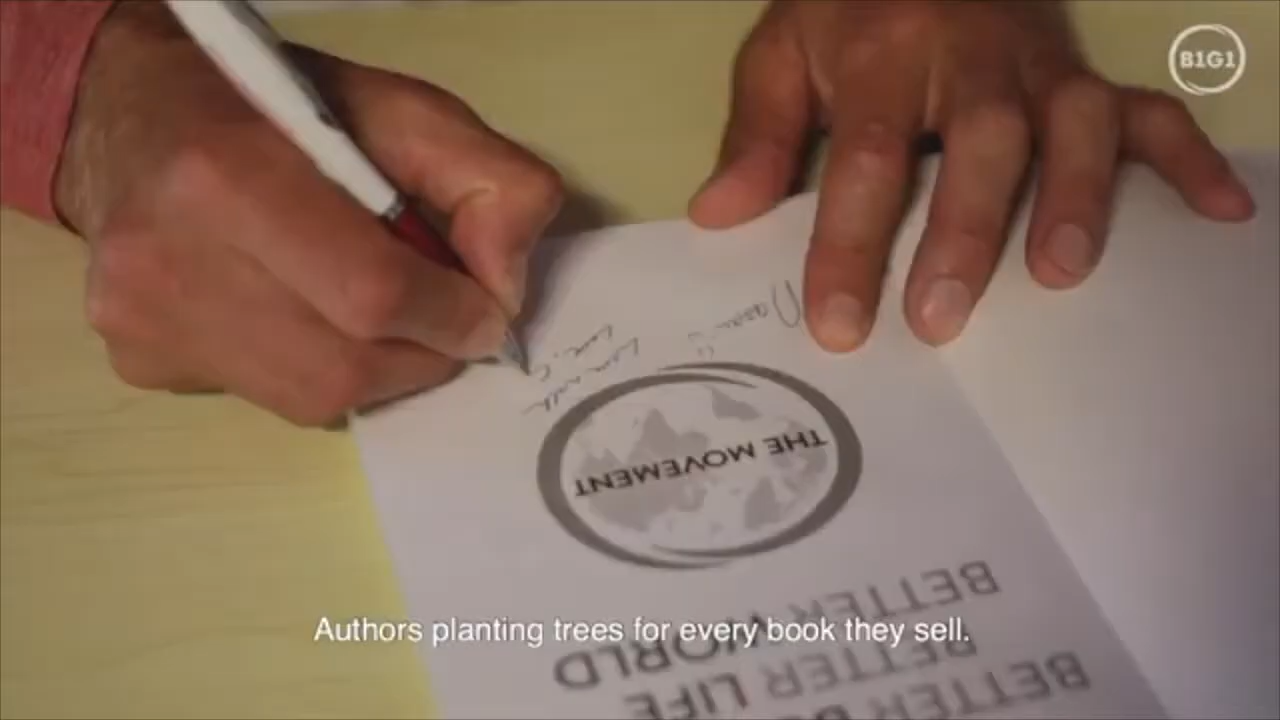 B1G1
BETTER
BETTER LIFE
BETTER WORLD
THE MOVEMENT
Authors planting trees for every book they sell.